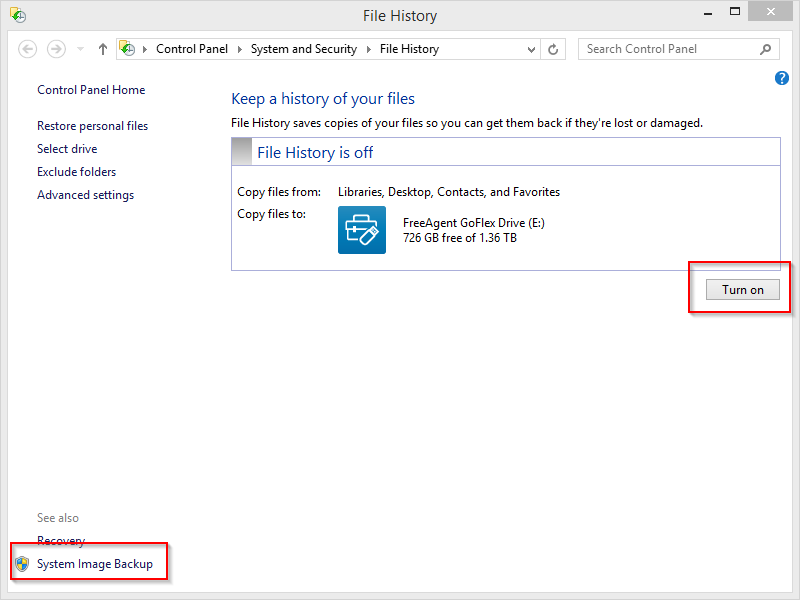 File History
Control Panel
System and Security
File History
Search Control Panel
?
Control Panel Home
Restore personal files
Select drive
Exclude folders
Advanced settings
Keep a history of your files
File History saves copies of your files so you can get them back if they're lost or damaged.
File History is off
Copy files from: Libraries, Desktop, Contacts, and Favorites
Copy files to:
FreeAgent GoFlex Drive (E:)
726 GB free of 1.36 TB
Turn on
See also
Recovery
System Image Backup